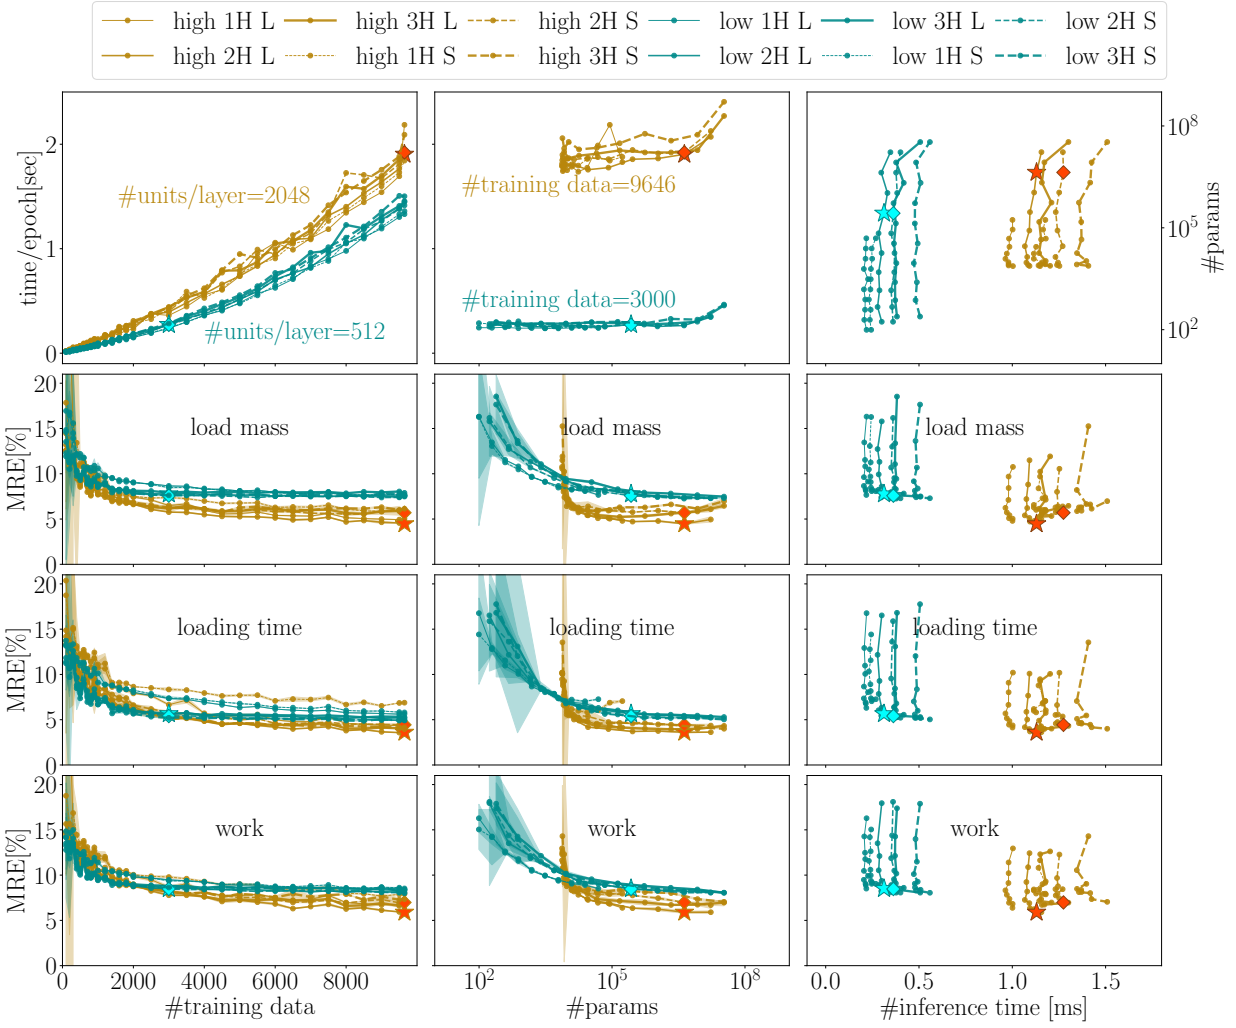 high 1H L high 3H L high 2H S low 1H L low 3H L low 2H S
high 2H L high 1H S high 3H S low 2H L low 1H S low 3H S
time/epoch[sec]
2
1
0
#units/layer=2048
#units/layer=512
#training data=9646
#training data=3000
10^8
10^5
10^2
#params
MRE[%]
20
15
10
5
0
load mass
load mass
load mass
MRE[%]
20
15
10
5
0
loading time
loading time
loading time
MRE[%]
20
15
10
5
0
work
work
work
0 2000 4000 6000 8000
10^2 10^5 10^8
0.0 0.5 1.0 1.5
#training data
#params
#inference time [ms]